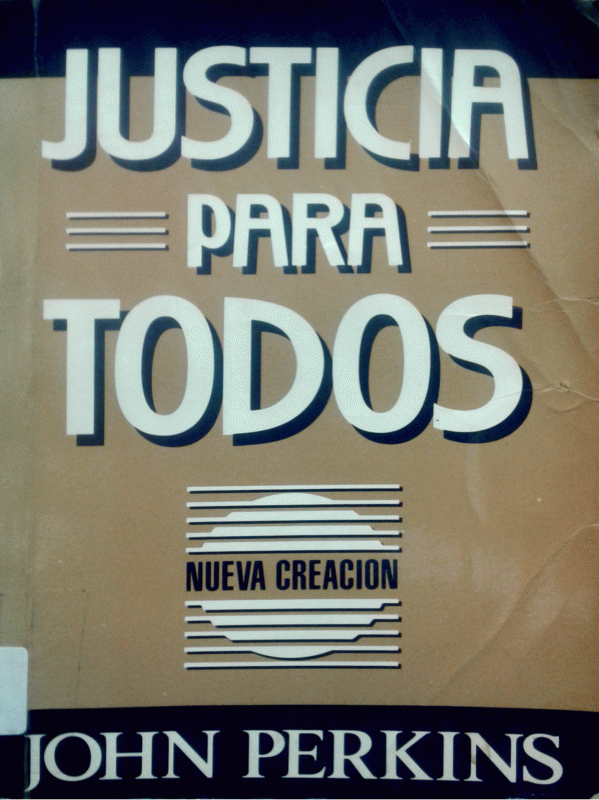 JUSTICIA
PARA
TODOS
NUEVA CREACION
JOHN PERKINS